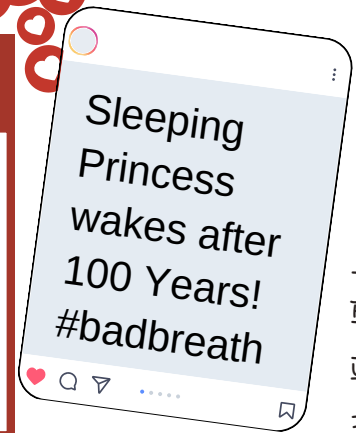 Sleeping
Princess
wakes after
100 Years!
#badbreath